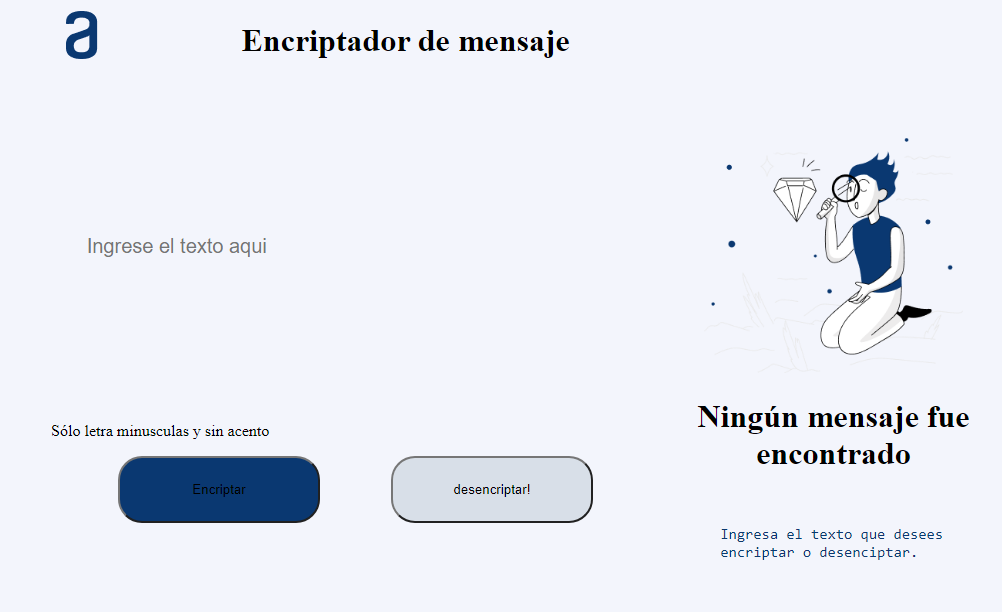 a
Encriptador de mensaje
Ingrese el texto aqui
Sólo letra minusculas y sin acento
Encriptar
desencriptar!
Ningún mensaje fue
encontrado
Ingresa el texto que desees
encriptar o desenciptar.